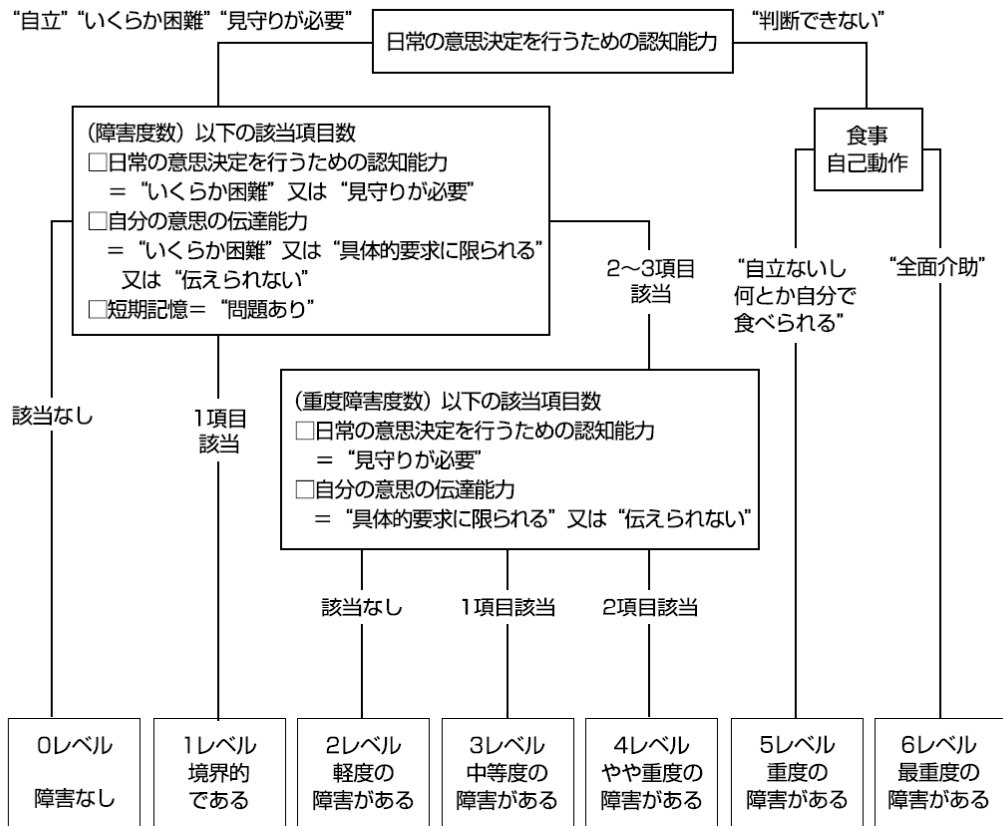 “自立” “いくらか困難” “見守りが必要”
日常の意思決定を行うための認知能力
“判断できない”
(障害度数) 以下の該当項目数
□日常の意思決定を行うための認知能力
= “いくらか困難” 又は “見守りが必要”
□自分の意思の伝達能力
= “いくらか困難” 又は “具体的要求に限られる”
又は “伝えられない”
□短期記憶= “問題あり”
食事
自己動作
2〜3項目
該当
“自立ないし
何とか自分で
食べられる”
“全面介助”
該当なし
1項目
該当
(重度障害度数) 以下の該当項目数
□日常の意思決定を行うための認知能力
= “見守りが必要”
□自分の意思の伝達能力
= “具体的要求に限られる” 又は “伝えられない”
該当なし
1項目該当
2項目該当
0レベル
障害なし
1レベル
境界的
である
2レベル
軽度の
障害がある
3レベル
中等度の
障害がある
4レベル
やや重度の
障害がある
5レベル
重度の
障害がある
6レベル
最重度の
障害がある